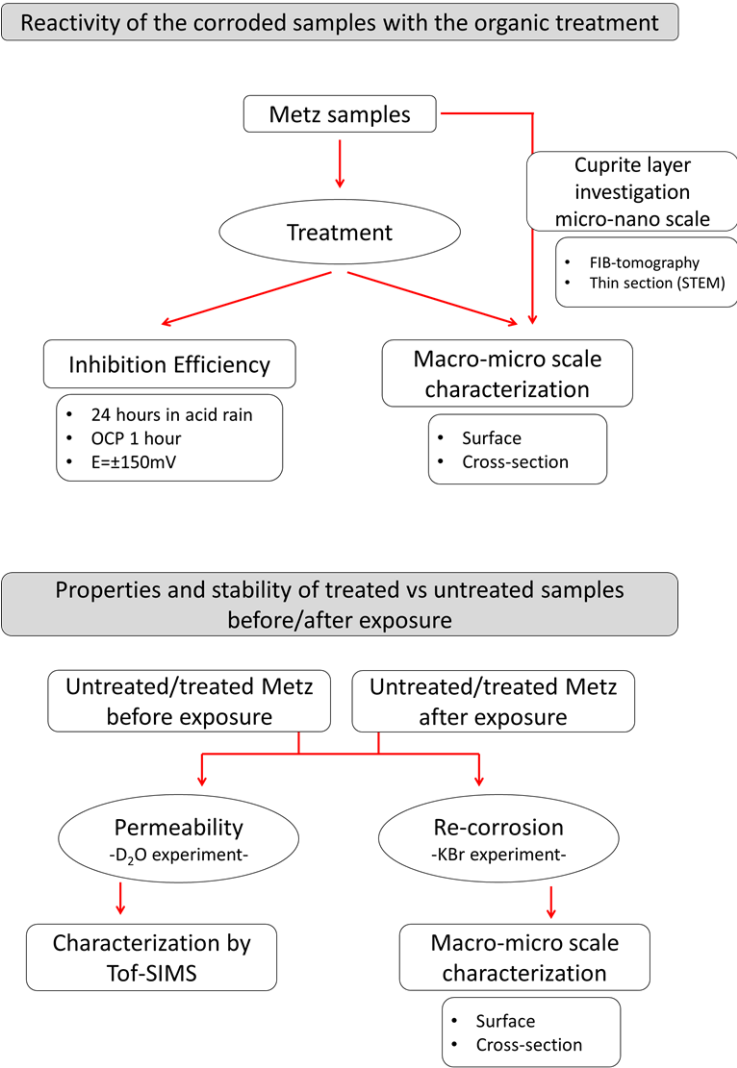 Reactivity of the corroded samples with the organic treatment
Metz samples
Cuprite layer
investigation
micro-nano scale
• FIB-tomography
• Thin section (STEM)
Treatment
Inhibition Efficiency
• 24 hours in acid rain
• OCP 1 hour
• E=±150mV
Macro-micro scale
characterization
• Surface
• Cross-section
Properties and stability of treated vs untreated samples
before/after exposure
Untreated/treated Metz
before exposure
Untreated/treated Metz
after exposure
Permeability
-D₂O experiment-
Re-corrosion
-KBr experiment-
Characterization by
Tof-SIMS
Macro-micro scale
characterization
• Surface
• Cross-section